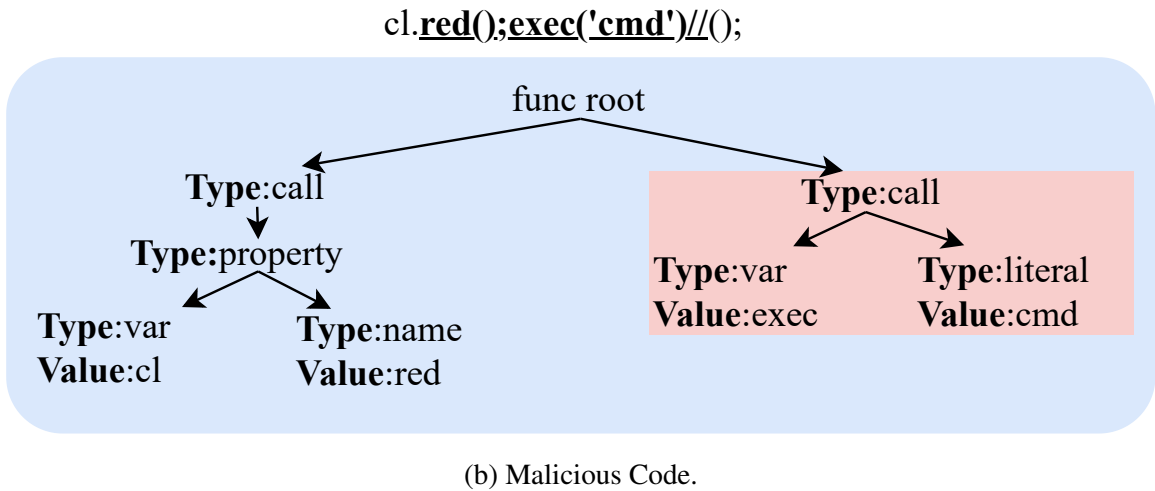 cl.red();exec('cmd')//();
func root
Type:call
Type:call
Type:property
Type:var
Value:exec
Type:literal
Value:cmd
Type:var
Value:cl
Type:name
Value:red
(b) Malicious Code.